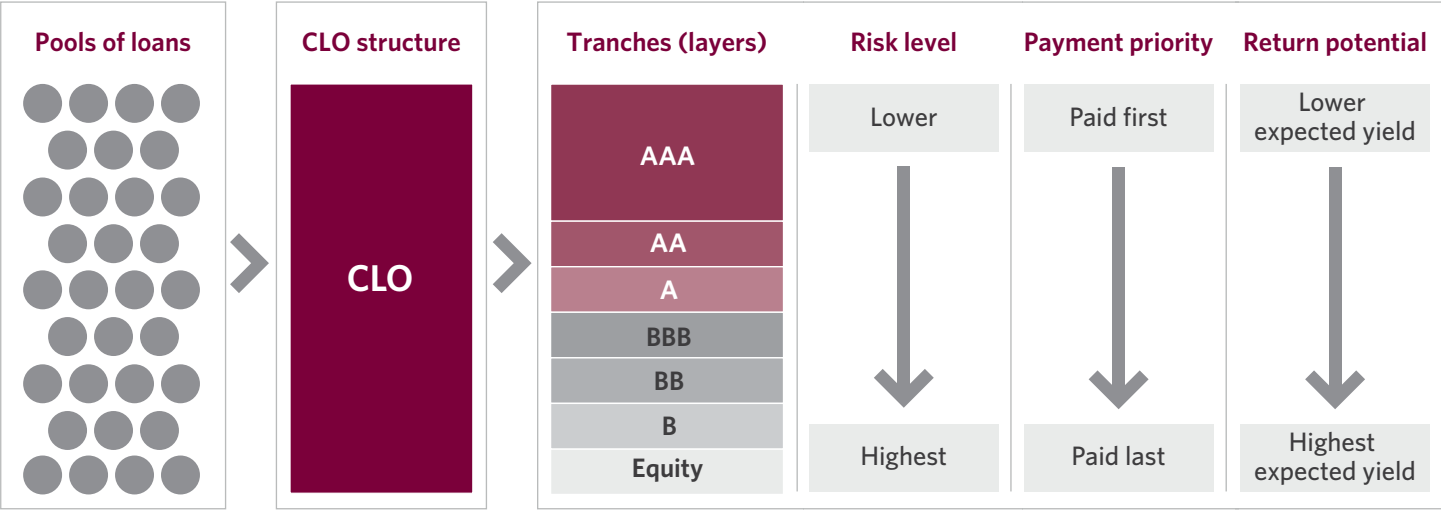 Pools of loans
CLO structure
Tranches (layers)
Risk level
Payment priority
Return potential
CLO
AAA
AA
A
BBB
BB
B
Equity
Lower
Highest
Paid first
Paid last
Lower
expected yield
Highest
expected yield